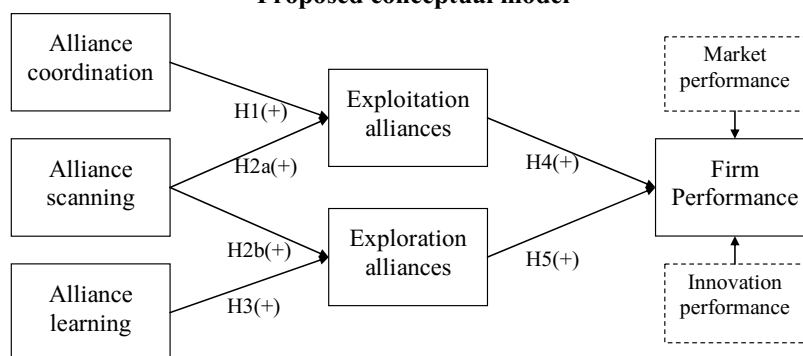 Proposed conceptual model
Alliance
coordination
Alliance
scanning
Alliance
learning
H1(+)
H2a(+)
H2b(+)
H3(+)
Exploitation
alliances
Exploration
alliances
H4(+)
H5(+)
Market
performance
Firm
Performance
Innovation
performance